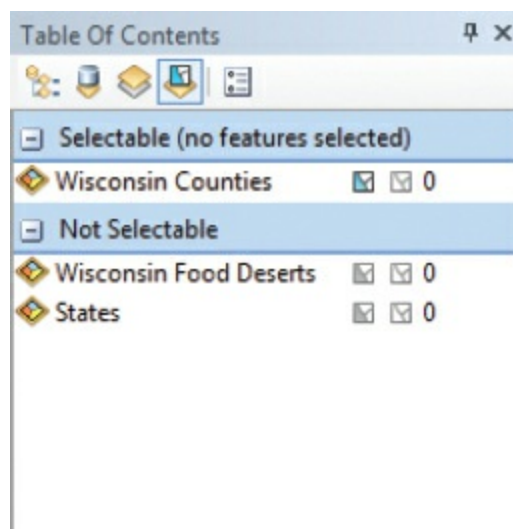 Table Of Contents
Selectable (no features selected)
Wisconsin Counties 0
Not Selectable
Wisconsin Food Deserts 0
States 0